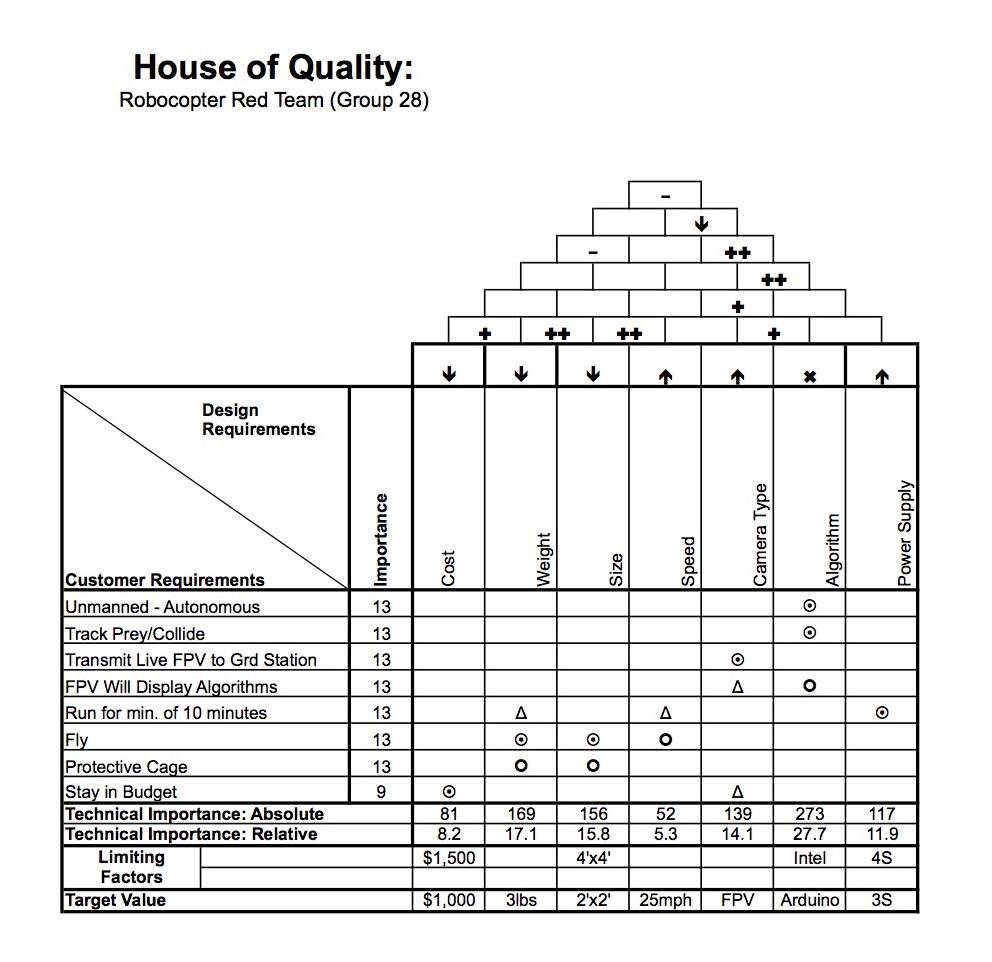 House of Quality:
Robocopter Red Team (Group 28)
–
↓
– ++
++
+
+ ++ ++ +
↓ ↓ ↓ ↑ ↑ ✖ ↑
Design
Requirements
Customer Requirements
Importance
Cost
Weight
Size
Speed
Camera Type
Algorithm
Power Supply
Unmanned - Autonomous 13 ⊙
Track Prey/Collide 13 ⊙
Transmit Live FPV to Grd Station 13 ⊙
FPV Will Display Algorithms 13 Δ O
Run for min. of 10 minutes 13 Δ Δ ⊙
Fly 13 ⊙ ⊙ O
Protective Cage 13 O O
Stay in Budget 9 ⊙ Δ
Technical Importance: Absolute 81 169 156 52 139 273 117
Technical Importance: Relative 8.2 17.1 15.8 5.3 14.1 27.7 11.9
Limiting $1,500 4'x4' Intel 4S
Factors
Target Value $1,000 3lbs 2'x2' 25mph FPV Arduino 3S